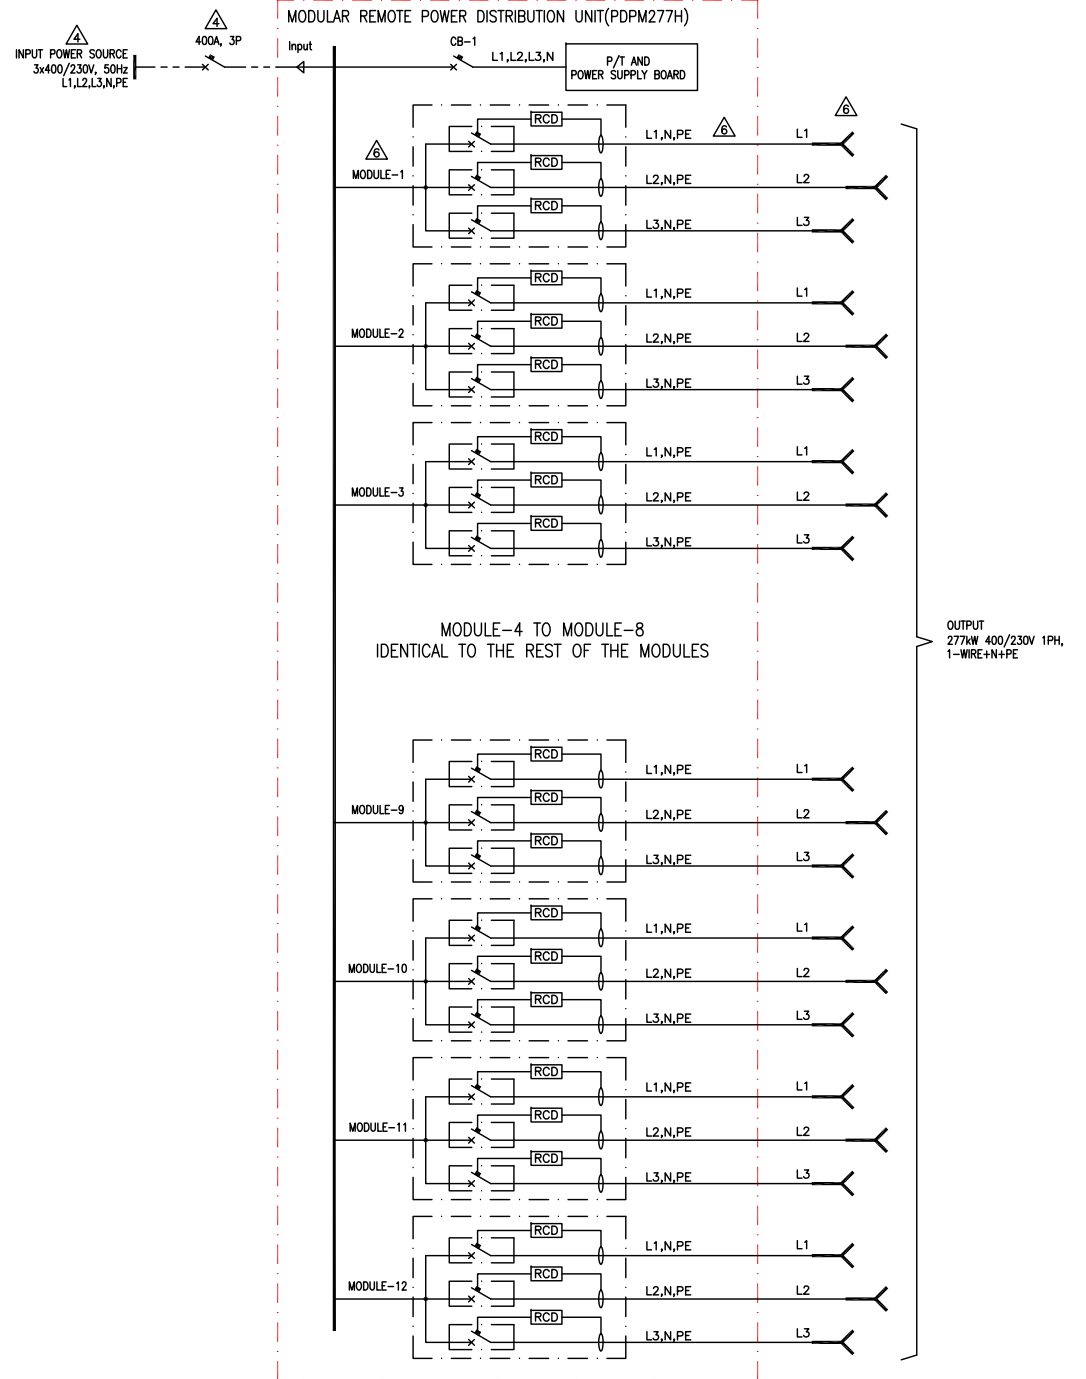 MODULAR REMOTE POWER DISTRIBUTION UNIT(PDPM277H)
4
INPUT POWER SOURCE
3x400/230V, 50Hz
L1,L2,L3,N,PE
4
400A, 3P
Input
CB-1
L1,L2,L3,N
P/T AND
POWER SUPPLY BOARD
6
MODULE-1
RCD
L1,N,PE
6
L1
6
RCD
L2,N,PE
L2
RCD
L3,N,PE
L3
MODULE-2
RCD
L1,N,PE
L1
RCD
L2,N,PE
L2
RCD
L3,N,PE
L3
MODULE-3
RCD
L1,N,PE
L1
RCD
L2,N,PE
L2
RCD
L3,N,PE
L3
MODULE-4 TO MODULE-8
IDENTICAL TO THE REST OF THE MODULES
OUTPUT
277kW 400/230V 1PH,
1-WIRE+N+PE
MODULE-9
RCD
L1,N,PE
L1
RCD
L2,N,PE
L2
RCD
L3,N,PE
L3
MODULE-10
RCD
L1,N,PE
L1
RCD
L2,N,PE
L2
RCD
L3,N,PE
L3
MODULE-11
RCD
L1,N,PE
L1
RCD
L2,N,PE
L2
RCD
L3,N,PE
L3
MODULE-12
RCD
L1,N,PE
L1
RCD
L2,N,PE
L2
RCD
L3,N,PE
L3